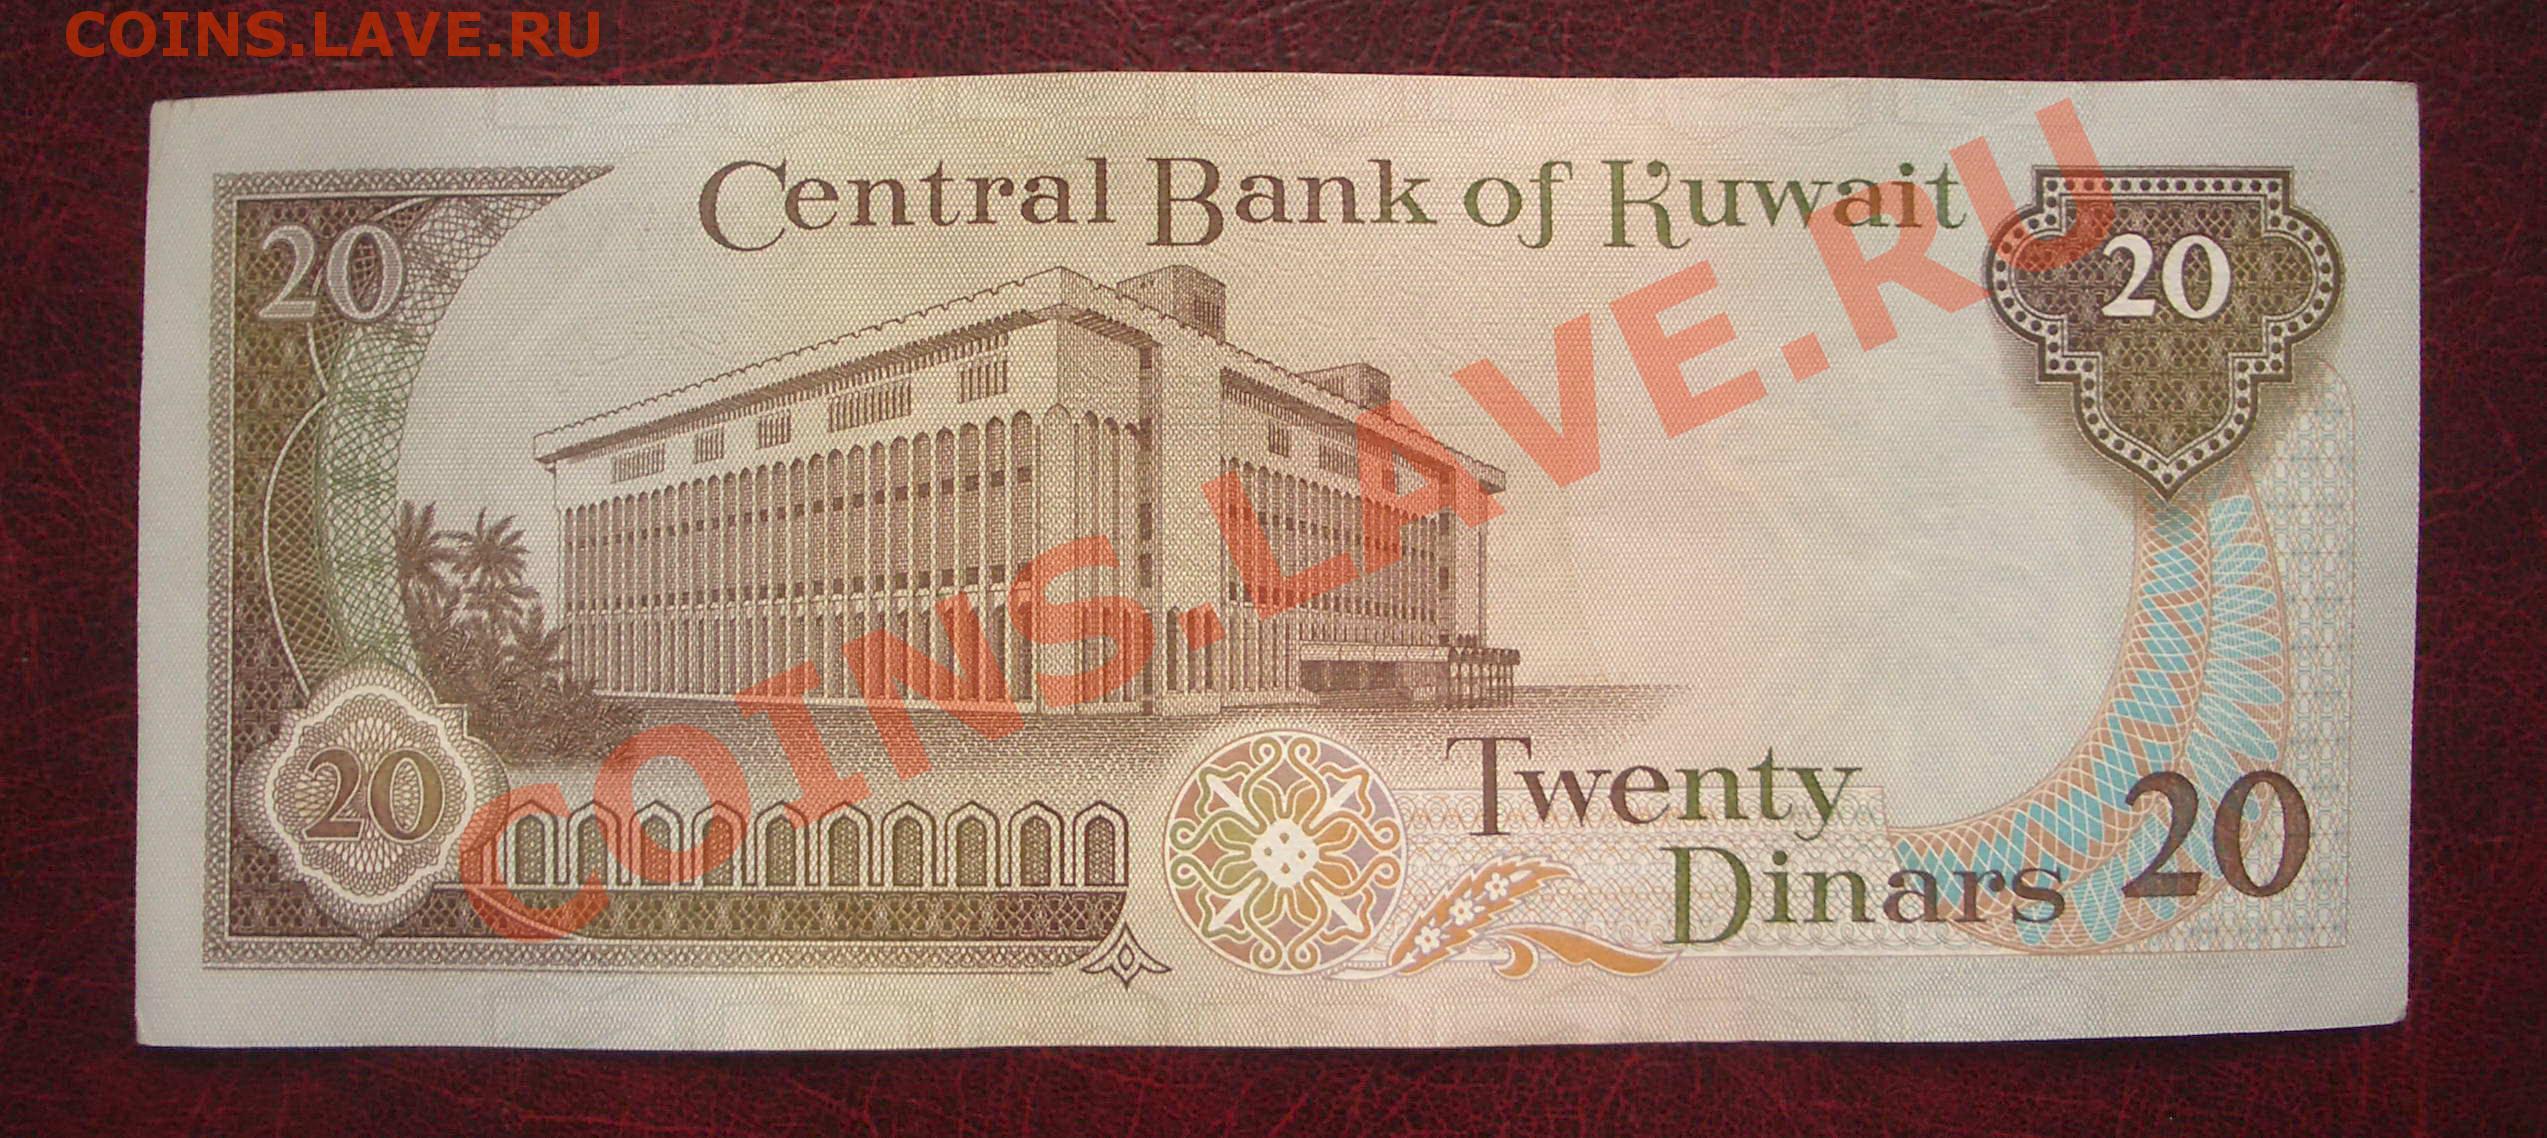 COINS.LAVE.RU
Central Bank of Kuwait
20
20
COINS.LAVE.RU
20
Twenty
Dinars
20